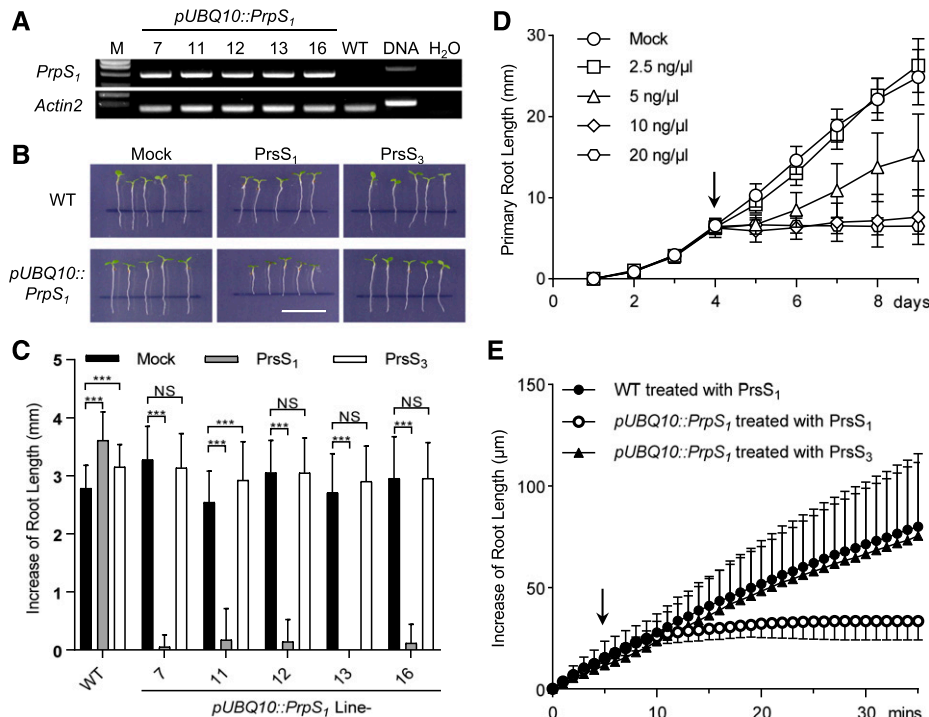 A
pUBQ10::PrpS1
M 7 11 12 13 16 WT DNA H2O
PrpS1
Actin2
B
Mock PrsS1 PrsS3
WT
pUBQ10::
PrpS1
C
Mock PrsS1 PrsS3
Increase of Root Length (mm)
5
4
3
2
1
0
*** *** *** NS *** *** *** NS *** NS *** NS
WT 7 11 12 13 16
pUBQ10::PrpS1 Line-
D
Mock
2.5 ng/µl
5 ng/µl
10 ng/µl
20 ng/µl
Primary Root Length (mm)
30
20
10
0
0 2 4 6 8 days
E
WT treated with PrsS1
pUBQ10::PrpS1 treated with PrsS1
pUBQ10::PrpS1 treated with PrsS3
Increase of Root Length (µm)
150
100
50
0
0 10 20 30 mins